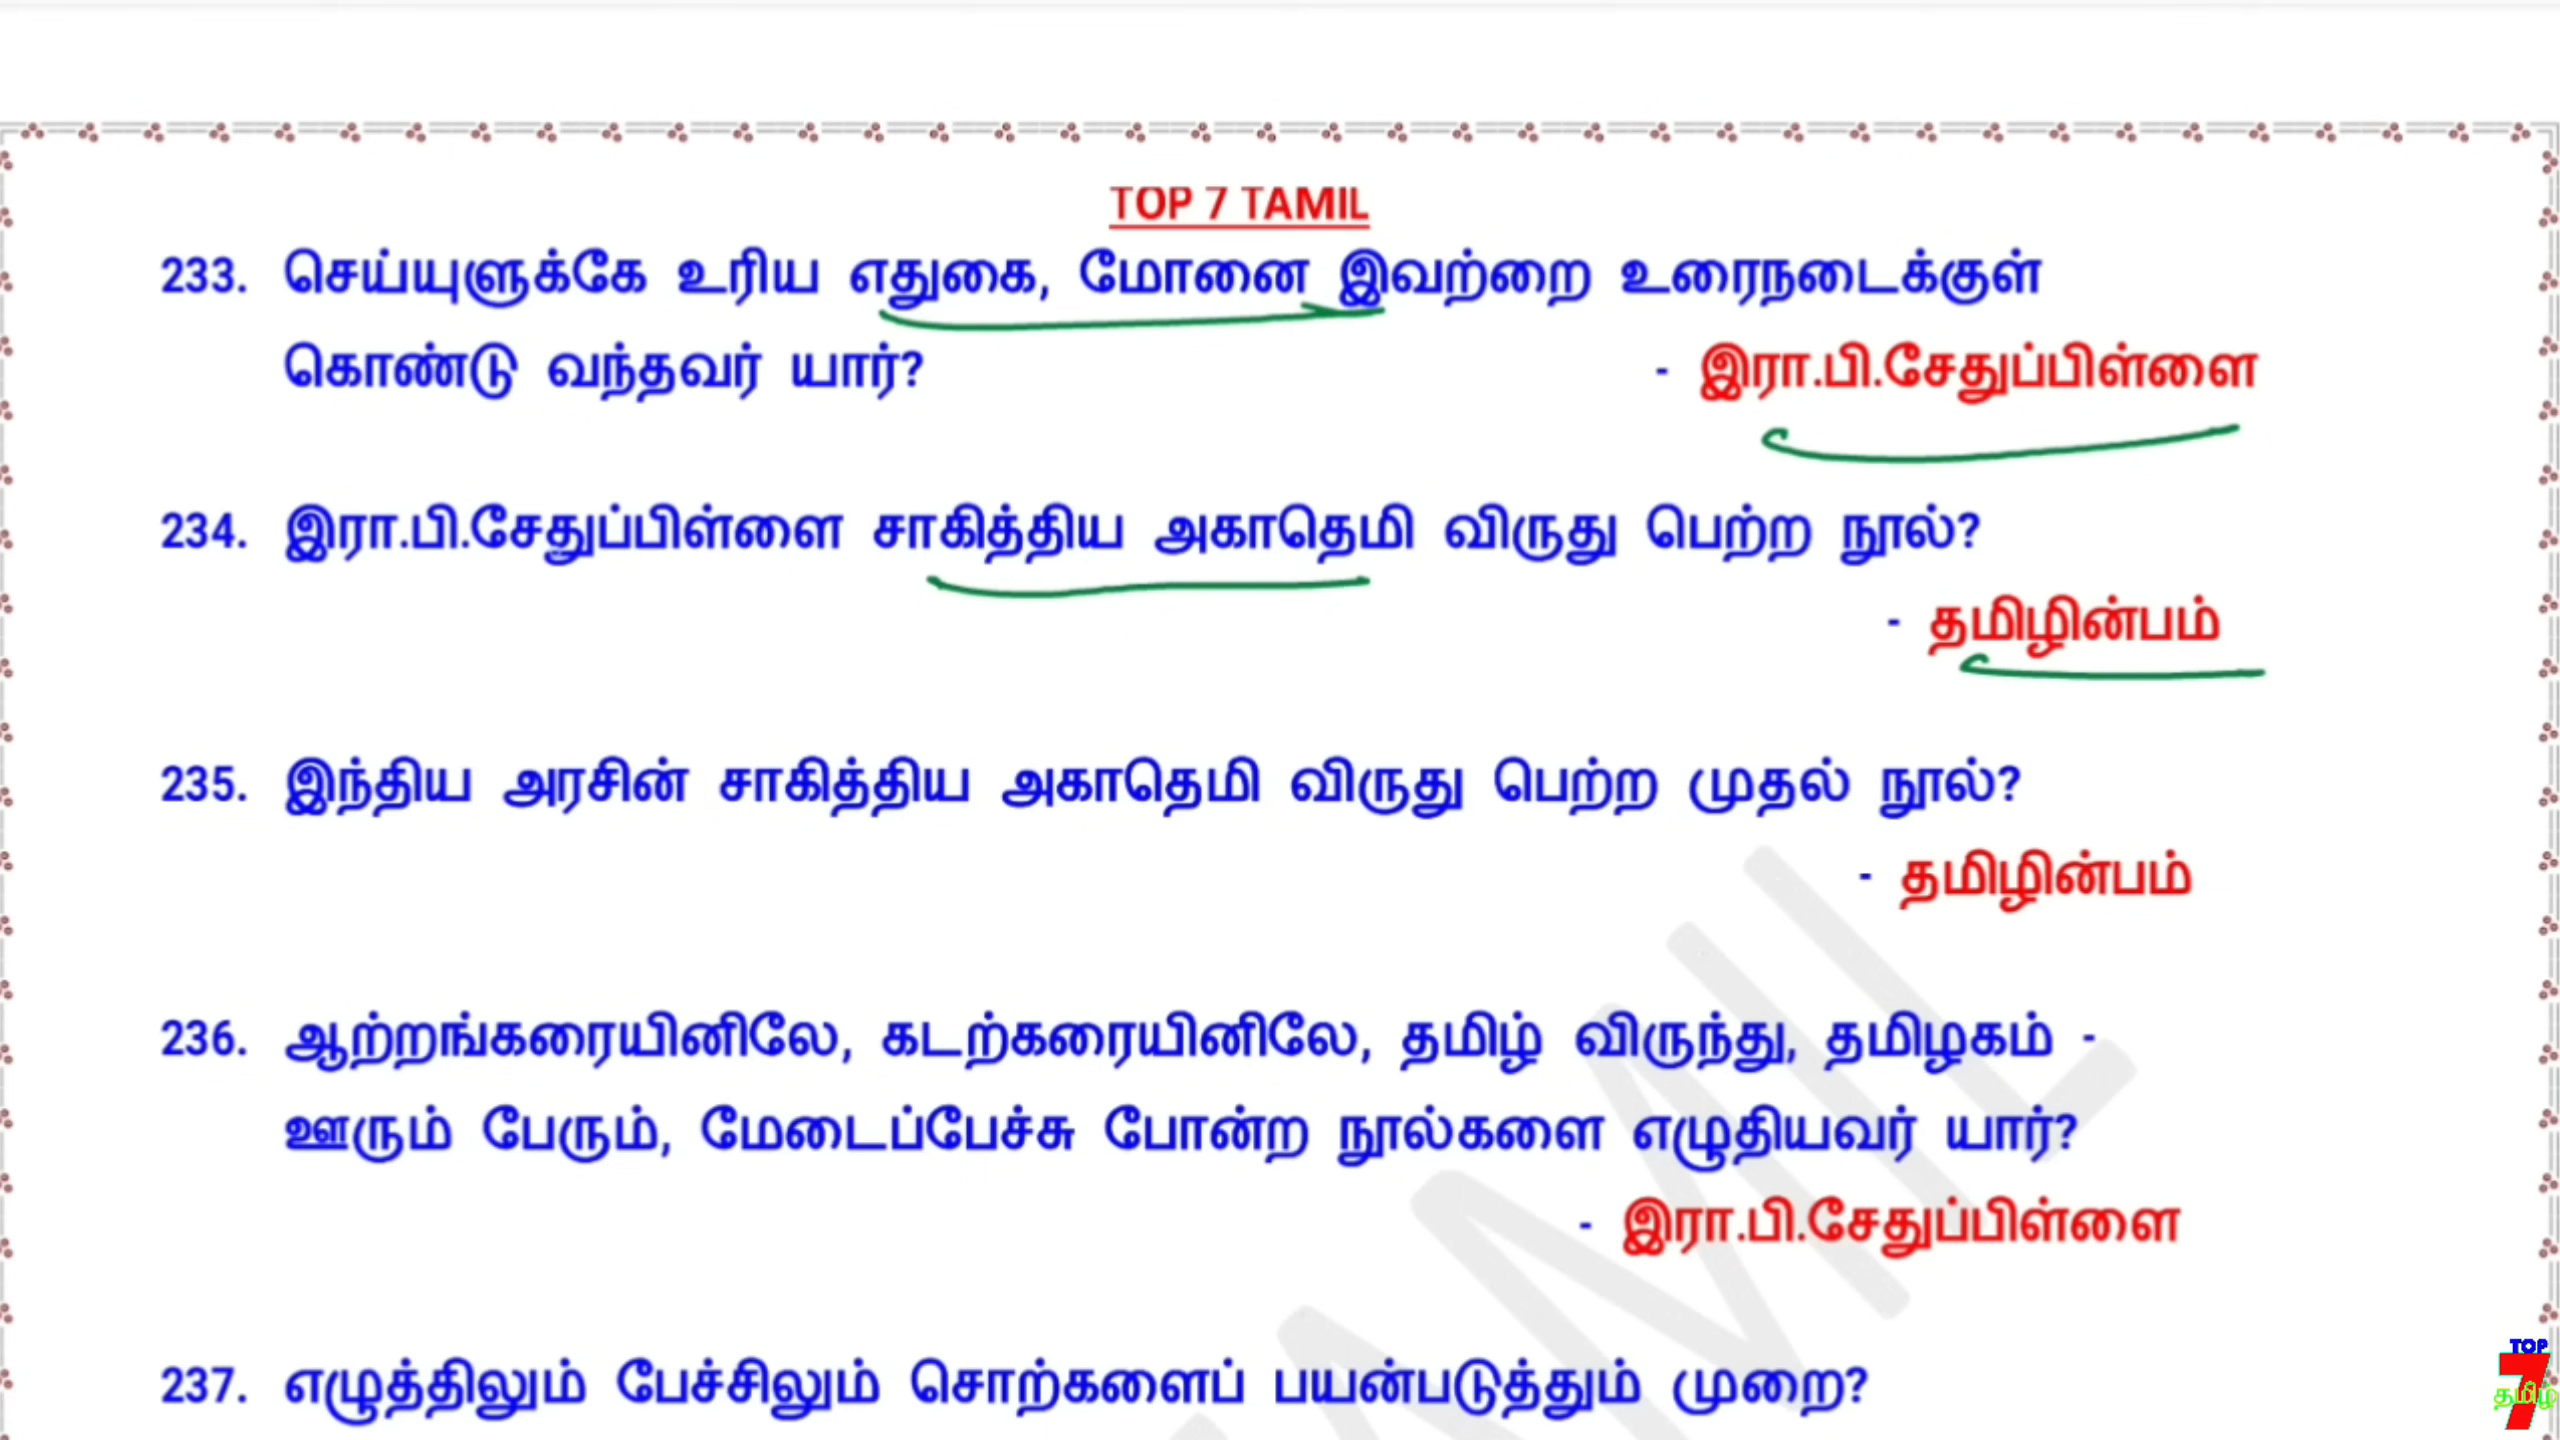 TOP 7 TAMIL
233. செய்யுளுக்கே உரிய எதுகை, மோனை இவற்றை உரைநடைக்குள்
கொண்டு வந்தவர் யார்? - இரா.பி.சேதுப்பிள்ளை
234. இரா.பி.சேதுப்பிள்ளை சாகித்திய அகாதெமி விருது பெற்ற நூல்?
- தமிழின்பம்
235. இந்திய அரசின் சாகித்திய அகாதெமி விருது பெற்ற முதல் நூல்?
- தமிழின்பம்
236. ஆற்றங்கரையினிலே, கடற்கரையினிலே, தமிழ் விருந்து, தமிழகம் -
ஊரும் பேரும், மேடைப்பேச்சு போன்ற நூல்களை எழுதியவர் யார்?
- இரா.பி.சேதுப்பிள்ளை
237. எழுத்திலும் பேச்சிலும் சொற்களைப் பயன்படுத்தும் முறை?
TOP
7
தமிழ்